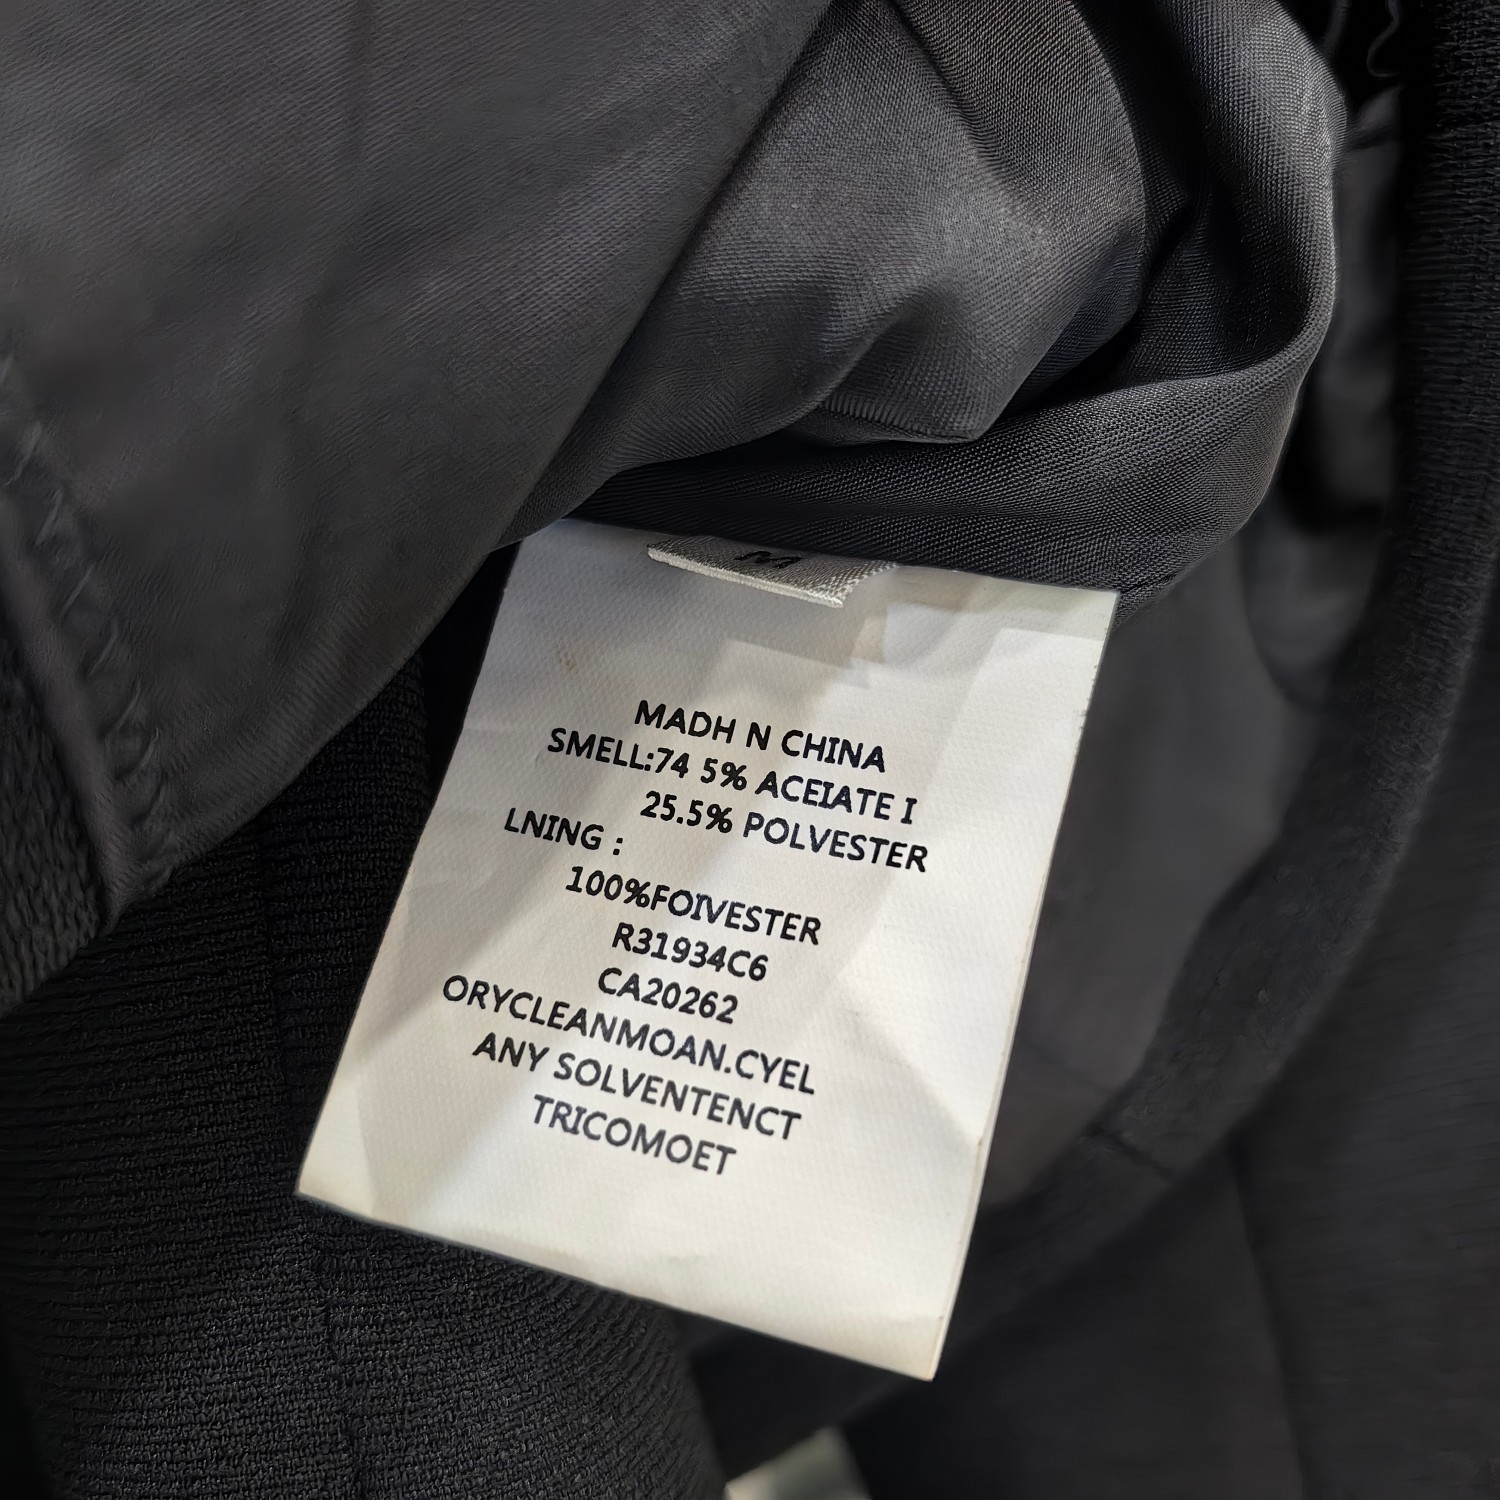 M
MADH N CHINA
SMELL:74 5% ACEIATE I
25.5% POLVESTER
LNING :
100%FOIVESTER
R31934C6
CA20262
ORYCLEANMOAN.CYEL
ANY SOLVENTENCT
TRICOMOET